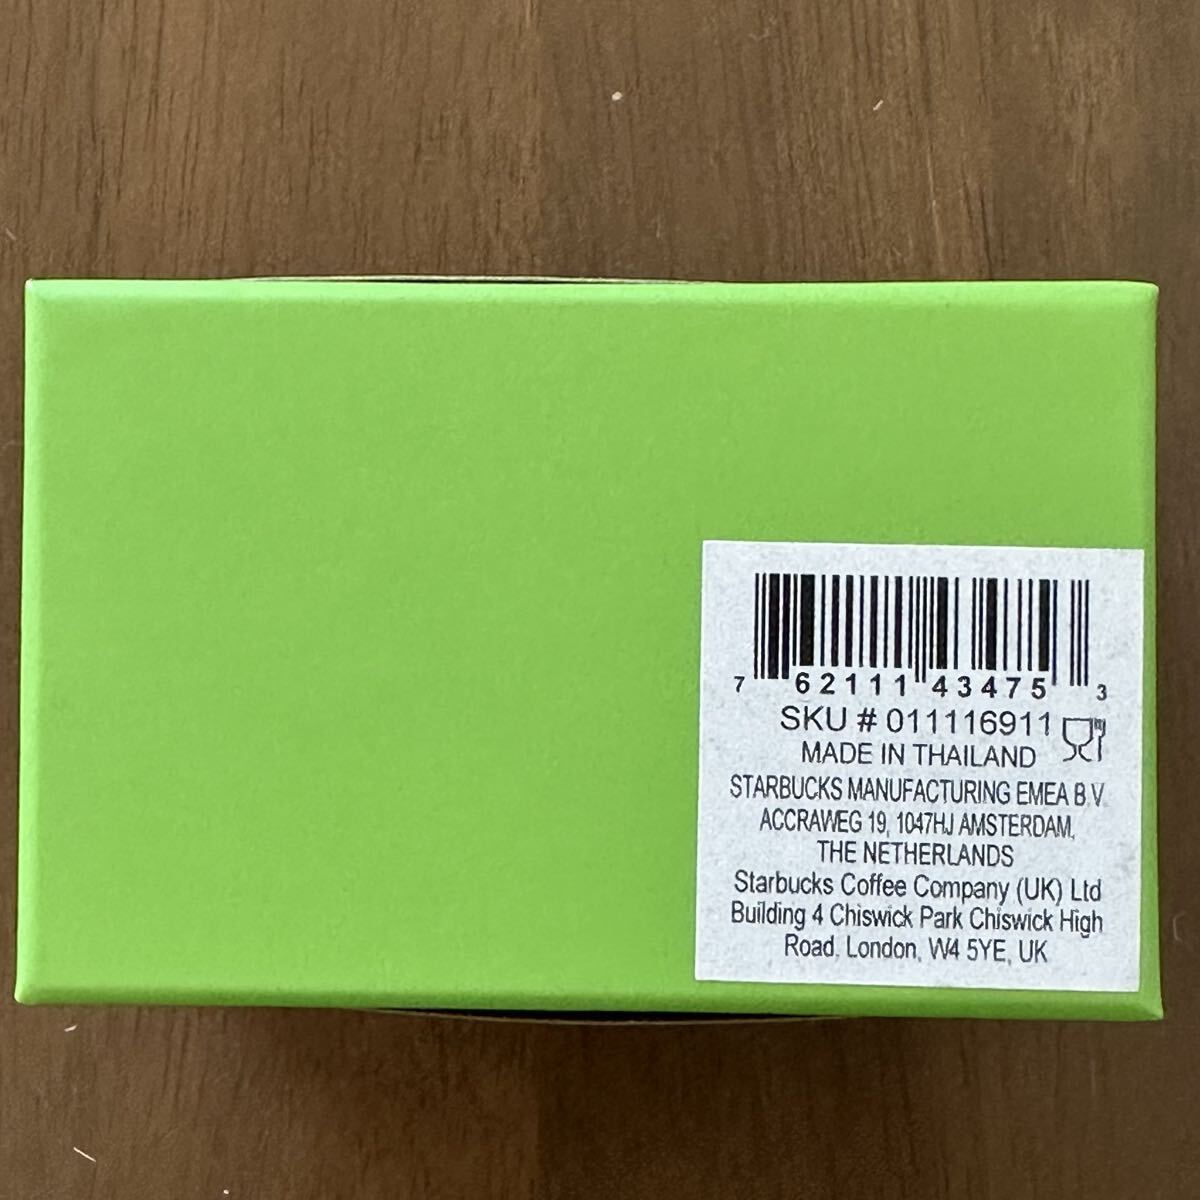 7 62111 43475 3
SKU # 011116911
MADE IN THAILAND
STARBUCKS MANUFACTURING EMEA B.V.
ACCRAWEG 19, 1047HJ AMSTERDAM,
THE NETHERLANDS
Starbucks Coffee Company (UK) Ltd
Building 4 Chiswick Park Chiswick High
Road, London, W4 5YE, UK